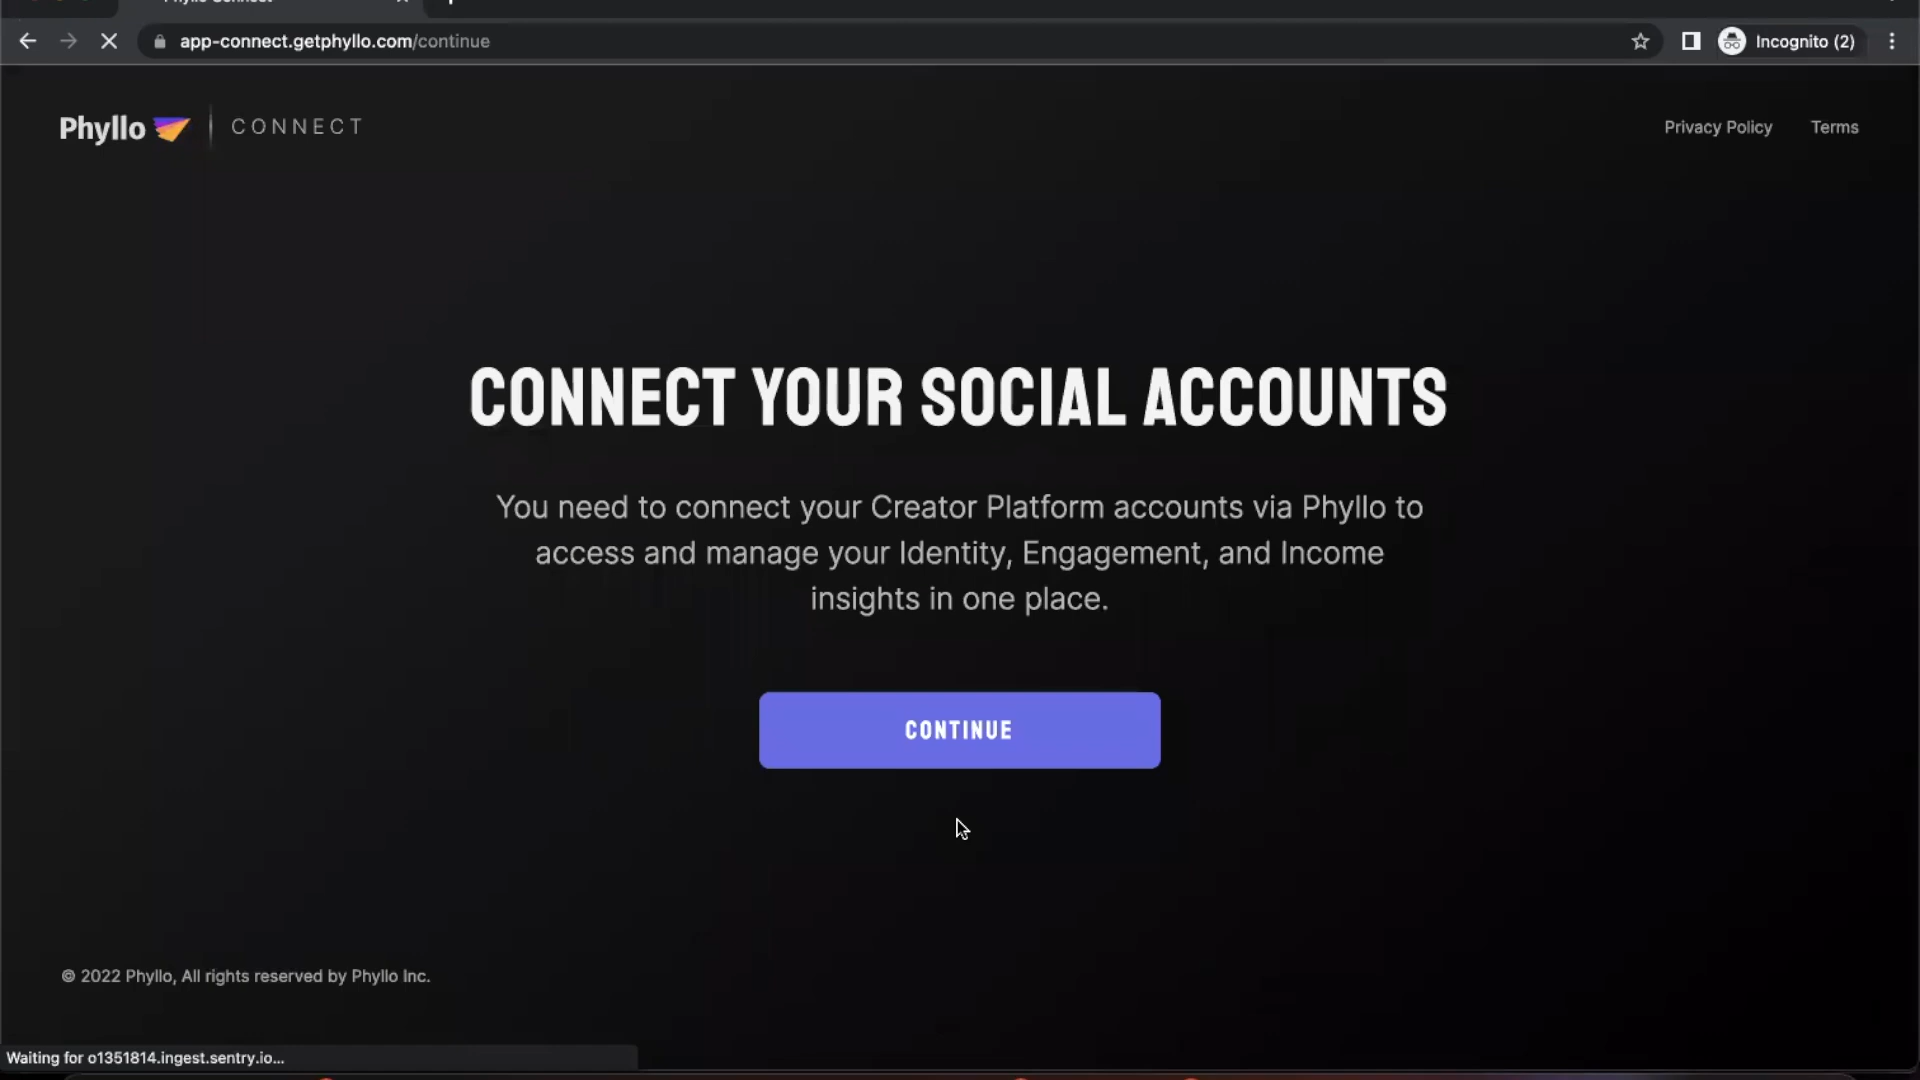 app-connect.getphyllo.com/continue
Incognito (2)
Phyllo
CONNECT
Privacy Policy
Terms
CONNECT YOUR SOCIAL ACCOUNTS
You need to connect your Creator Platform accounts via Phyllo to
access and manage your Identity, Engagement, and Income
insights in one place.
CONTINUE
© 2022 Phyllo, All rights reserved by Phyllo Inc.
Waiting for o1351814.ingest.sentry.io...